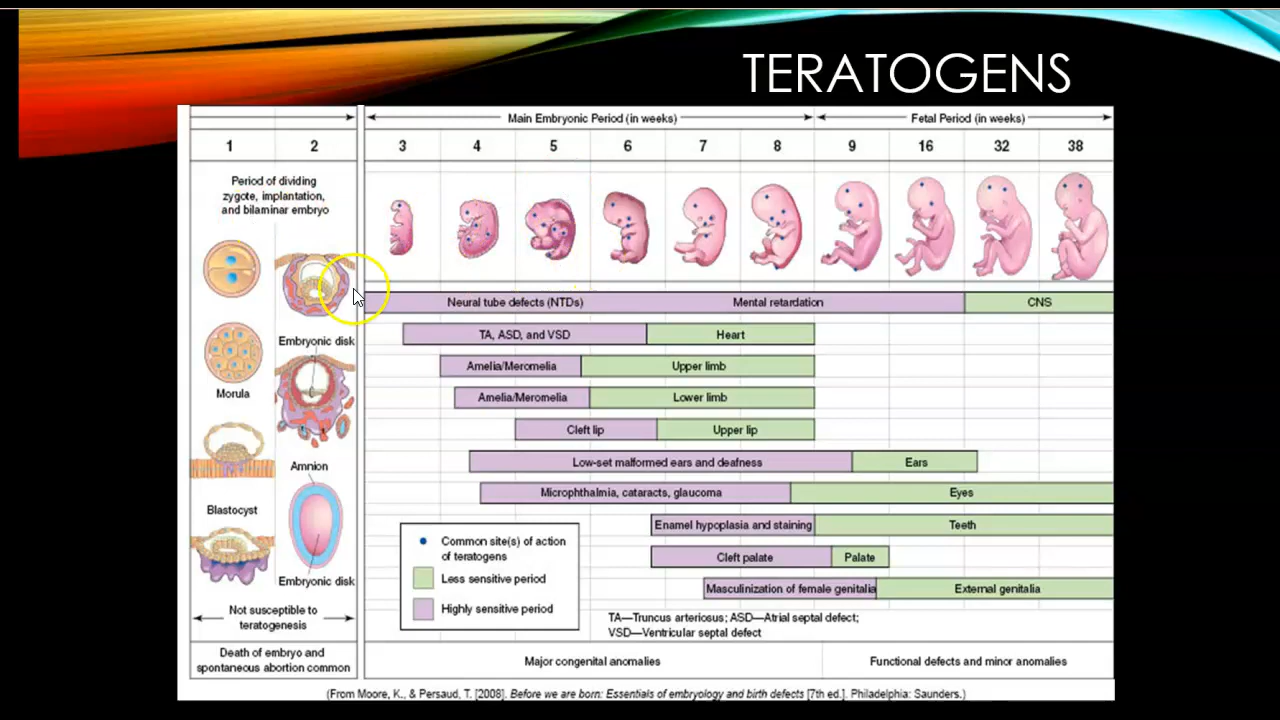 TERATOGENS
Main Embryonic Period (in weeks)
Fetal Period (in weeks)
1 2 3 4 5 6 7 8 9 16 32 38
Period of dividing
zygote, implantation,
and bilaminar embryo
Embryonic disk
Morula
Amnion
Blastocyst
Embryonic disk
Not susceptible to
teratogenesis
Death of embryo and
spontaneous abortion common
Neural tube defects (NTDs) Mental retardation CNS
TA, ASD, and VSD Heart
Amelia/Meromelia Upper limb
Amelia/Meromelia Lower limb
Cleft lip Upper lip
Low-set malformed ears and deafness Ears
Microphthalmia, cataracts, glaucoma Eyes
Enamel hypoplasia and staining Teeth
Cleft palate Palate
Masculinization of female genitalia External genitalia
Common site(s) of action
of teratogens
Less sensitive period
Highly sensitive period
TA—Truncus arteriosus; ASD—Atrial septal defect;
VSD—Ventricular septal defect
Major congenital anomalies
Functional defects and minor anomalies
(From Moore, K., & Persaud, T. [2008]. Before we are born: Essentials of embryology and birth defects [7th ed.]. Philadelphia: Saunders.)